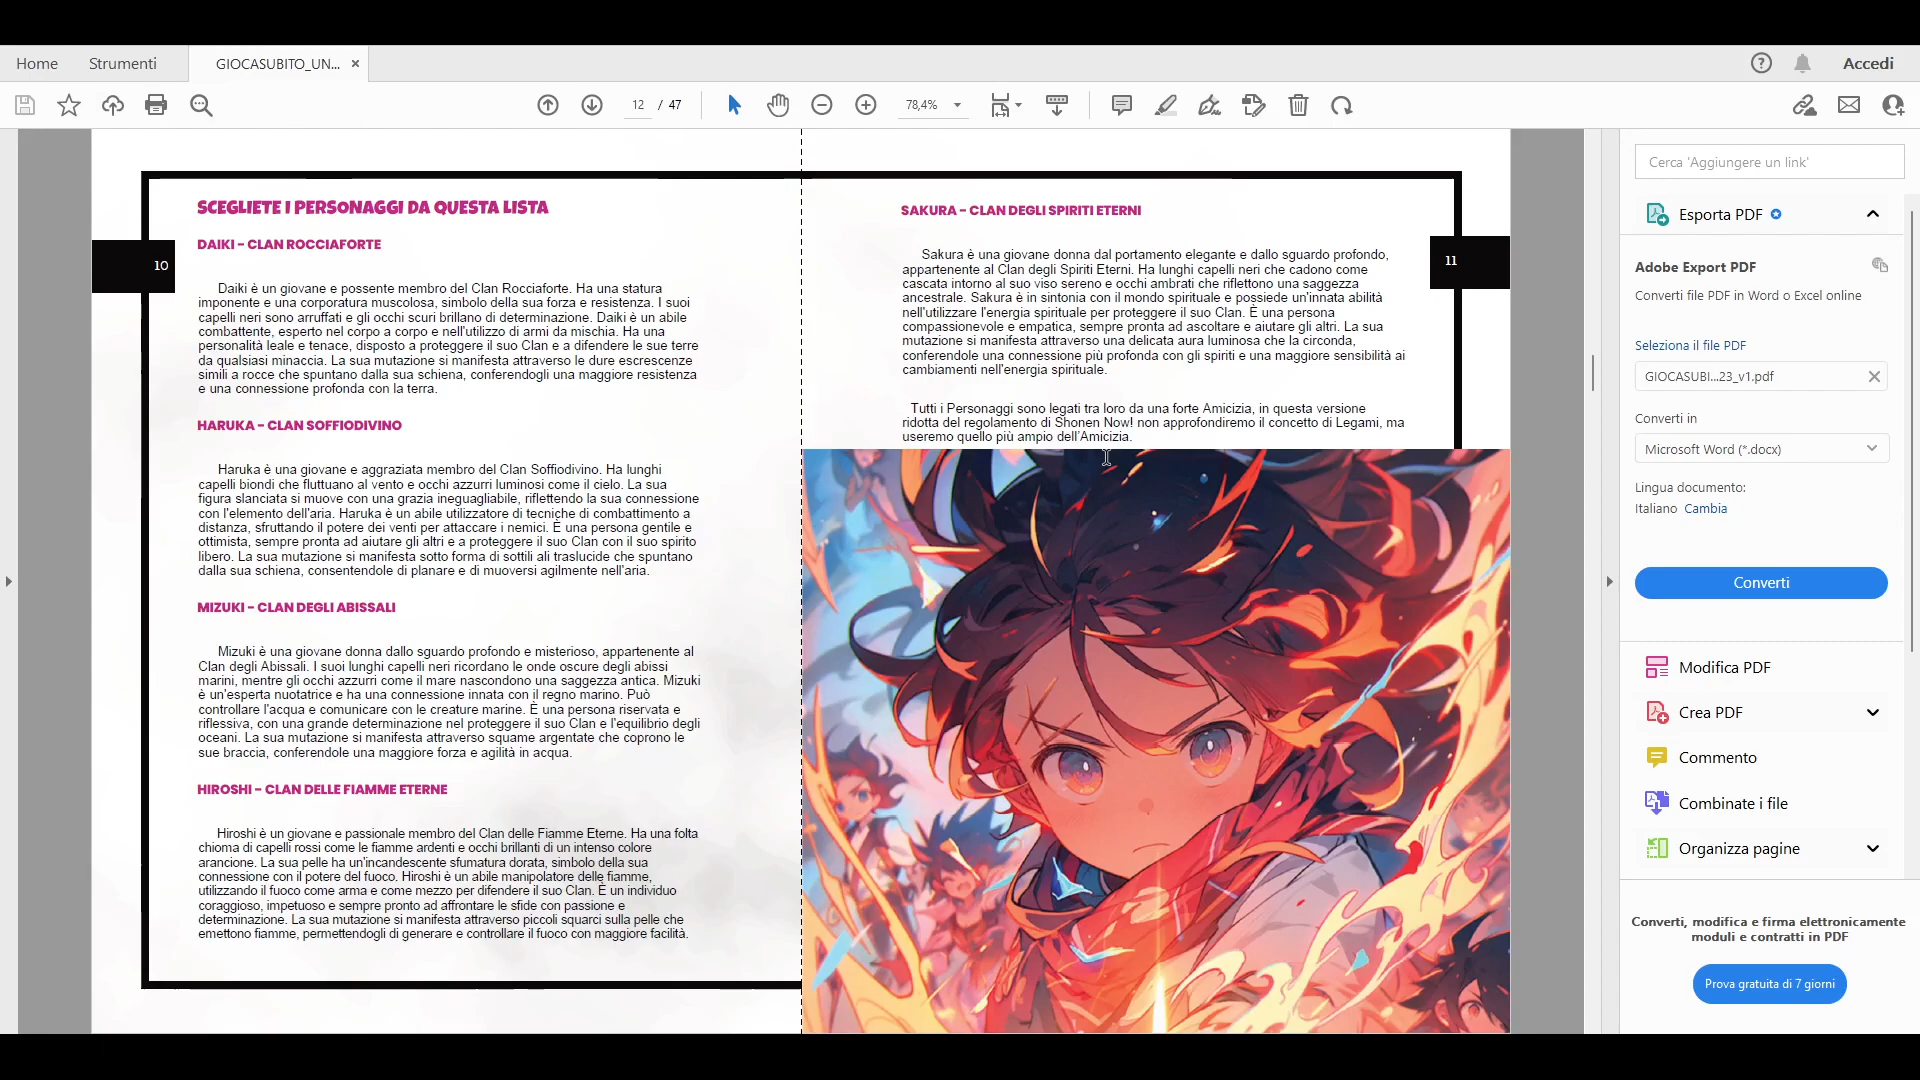 Home
Strumenti
GIOCASUBITO_UN... ×
Accedi
12 / 47
78,4%
SCEGLIETE I PERSONAGGI DA QUESTA LISTA
DAIKI – CLAN ROCCIAFORTE
10
Daiki è un giovane e possente membro del Clan Rocciaforte. Ha una statura
imponente e una corporatura muscolosa, simbolo della sua forza e resistenza. I suoi
capelli neri sono arruffati e gli occhi scuri brillano di determinazione. Daiki è un abile
combattente, esperto nel corpo a corpo e nell'utilizzo di armi da mischia. Ha una
personalità leale e tenace, disposto a proteggere il suo Clan e a difendere le sue terre
da qualsiasi minaccia. La sua mutazione si manifesta attraverso le dure escrescenze
simili a rocce che spuntano dalla sua schiena, conferendogli una maggiore resistenza
e una connessione profonda con la terra.
HARUKA – CLAN SOFFIODIVINO
Haruka è una giovane e aggraziata membro del Clan Soffiodivino. Ha lunghi
capelli biondi che fluttuano al vento e occhi azzurri luminosi come il cielo. La sua
figura slanciata si muove con una grazia ineguagliabile, riflettendo la sua connessione
con l'elemento dell'aria. Haruka è un abile utilizzatore di tecniche di combattimento a
distanza, sfruttando il potere dei venti per attaccare i nemici. È una persona gentile e
ottimista, sempre pronta ad aiutare gli altri e a proteggere il suo Clan con il suo spirito
libero. La sua mutazione si manifesta sotto forma di sottili ali traslucide che spuntano
dalla sua schiena, consentendole di planare e di muoversi agilmente nell'aria.
MIZUKI – CLAN DEGLI ABISSALI
Mizuki è una giovane donna dallo sguardo profondo e misterioso, appartenente al
Clan degli Abissali. I suoi lunghi capelli neri ricordano le onde oscure degli abissi
marini, mentre gli occhi azzurri come il mare nascondono una saggezza antica. Mizuki
è un'esperta nuotatrice e ha una connessione innata con il regno marino. Può
controllare l'acqua e comunicare con le creature marine. È una persona riservata e
riflessiva, con una grande determinazione nel proteggere il suo Clan e l'equilibrio degli
oceani. La sua mutazione si manifesta attraverso squame argentate che coprono le
sue braccia, conferendole una maggiore forza e agilità in acqua.
HIROSHI – CLAN DELLE FIAMME ETERNE
Hiroshi è un giovane e passionale membro del Clan delle Fiamme Eterne. Ha una folta
chioma di capelli rossi come le fiamme ardenti e occhi brillanti di un intenso colore
arancione. La sua pelle ha un'incandescente sfumatura dorata, simbolo della sua
connessione con il potere del fuoco. Hiroshi è un abile manipolatore delle fiamme,
utilizzando il fuoco come arma e come mezzo per difendere il suo Clan. È un individuo
coraggioso, impetuoso e sempre pronto ad affrontare le sfide con passione e
determinazione. La sua mutazione si manifesta attraverso piccoli squarci sulla pelle che
emettono fiamme, permettendogli di generare e controllare il fuoco con maggiore facilità.
SAKURA – CLAN DEGLI SPIRITI ETERNI
11
Sakura è una giovane donna dal portamento elegante e dallo sguardo profondo,
appartenente al Clan degli Spiriti Eterni. Ha lunghi capelli neri che cadono come
cascata intorno al suo viso sereno e occhi ambrati che riflettono una saggezza
ancestrale. Sakura è in sintonia con il mondo spirituale e possiede un'innata abilità
nell'utilizzare l'energia spirituale per proteggere il suo Clan. È una persona
compassionevole e empatica, sempre pronta ad ascoltare e aiutare gli altri. La sua
mutazione si manifesta attraverso una delicata aura luminosa che la circonda,
conferendole una connessione più profonda con gli spiriti e una maggiore sensibilità ai
cambiamenti nell'energia spirituale.
Tutti i Personaggi sono legati tra loro da una forte Amicizia, in questa versione
ridotta del regolamento di Shonen Now! non approfondiremo il concetto di Legami, ma
useremo quello più ampio dell'Amicizia.
Cerca 'Aggiungere un link'
Esporta PDF
Adobe Export PDF
Converti file PDF in Word o Excel online
Seleziona il file PDF
GIOCASUBI...23_v1.pdf
Converti in
Microsoft Word (*.docx)
Lingua documento:
Italiano Cambia
Converti
Modifica PDF
Crea PDF
Commento
Combinate i file
Organizza pagine
Converti, modifica e firma elettronicamente
moduli e contratti in PDF
Prova gratuita di 7 giorni